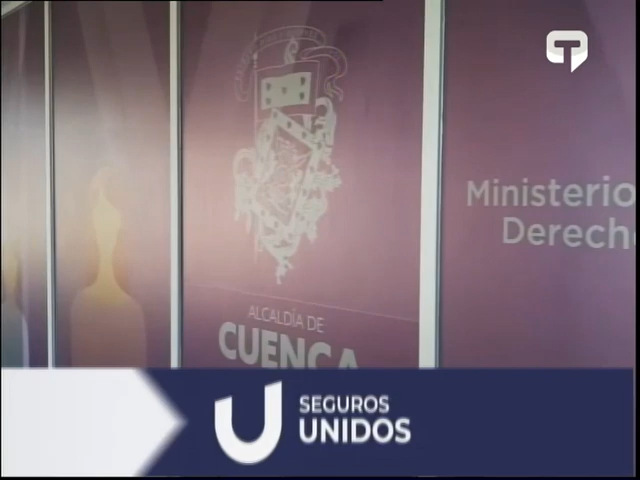 ALCALDÍA DE
CUENCA
Ministerio
Derech
SEGUROS
UNIDOS